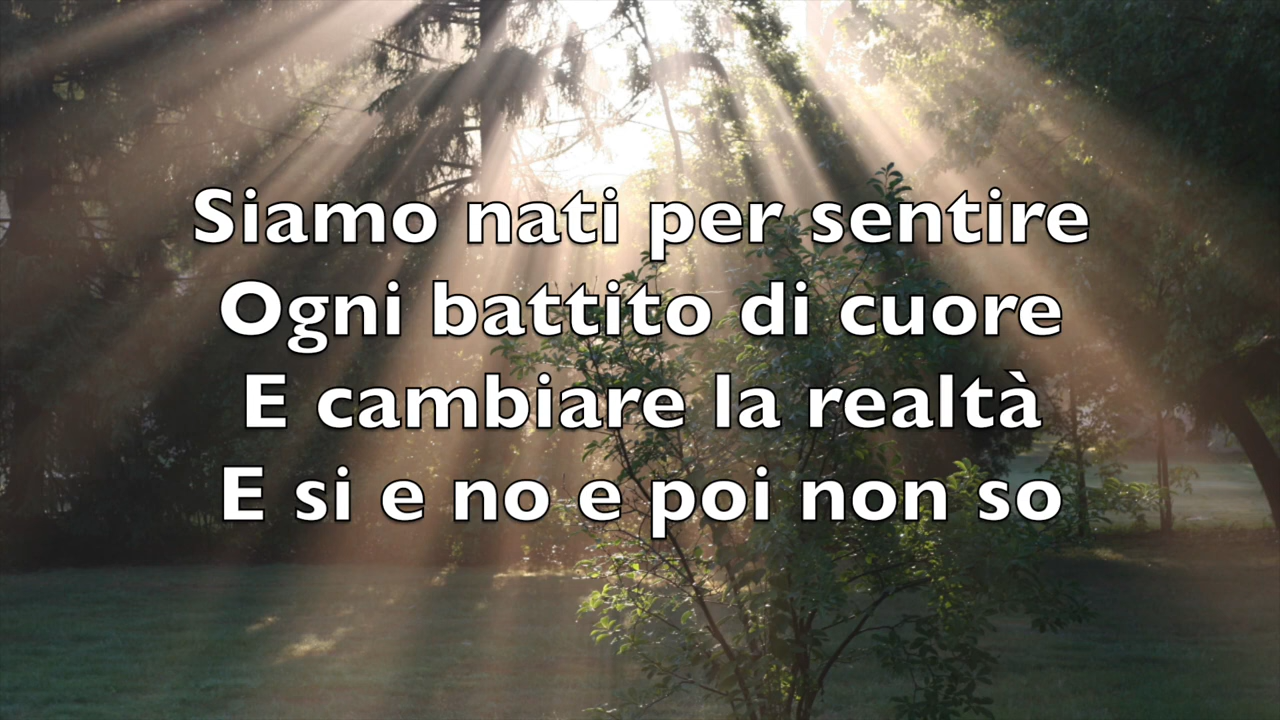 Siamo nati per sentire
Ogni battito di cuore
E cambiare la realtà
E si e no e poi non so